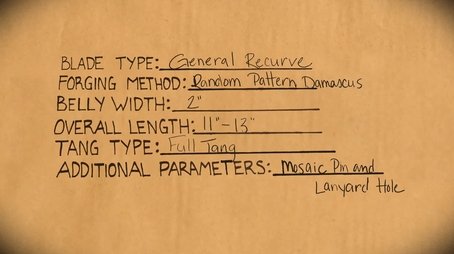 BLADE TYPE: General Recurve
FORGING METHOD: Random Pattern Damascus
BELLY WIDTH: 2"
OVERALL LENGTH: 11"-13"
TANG TYPE: Full Tang
ADDITIONAL PARAMETERS: Mosaic Pin and
Lanyard Hole